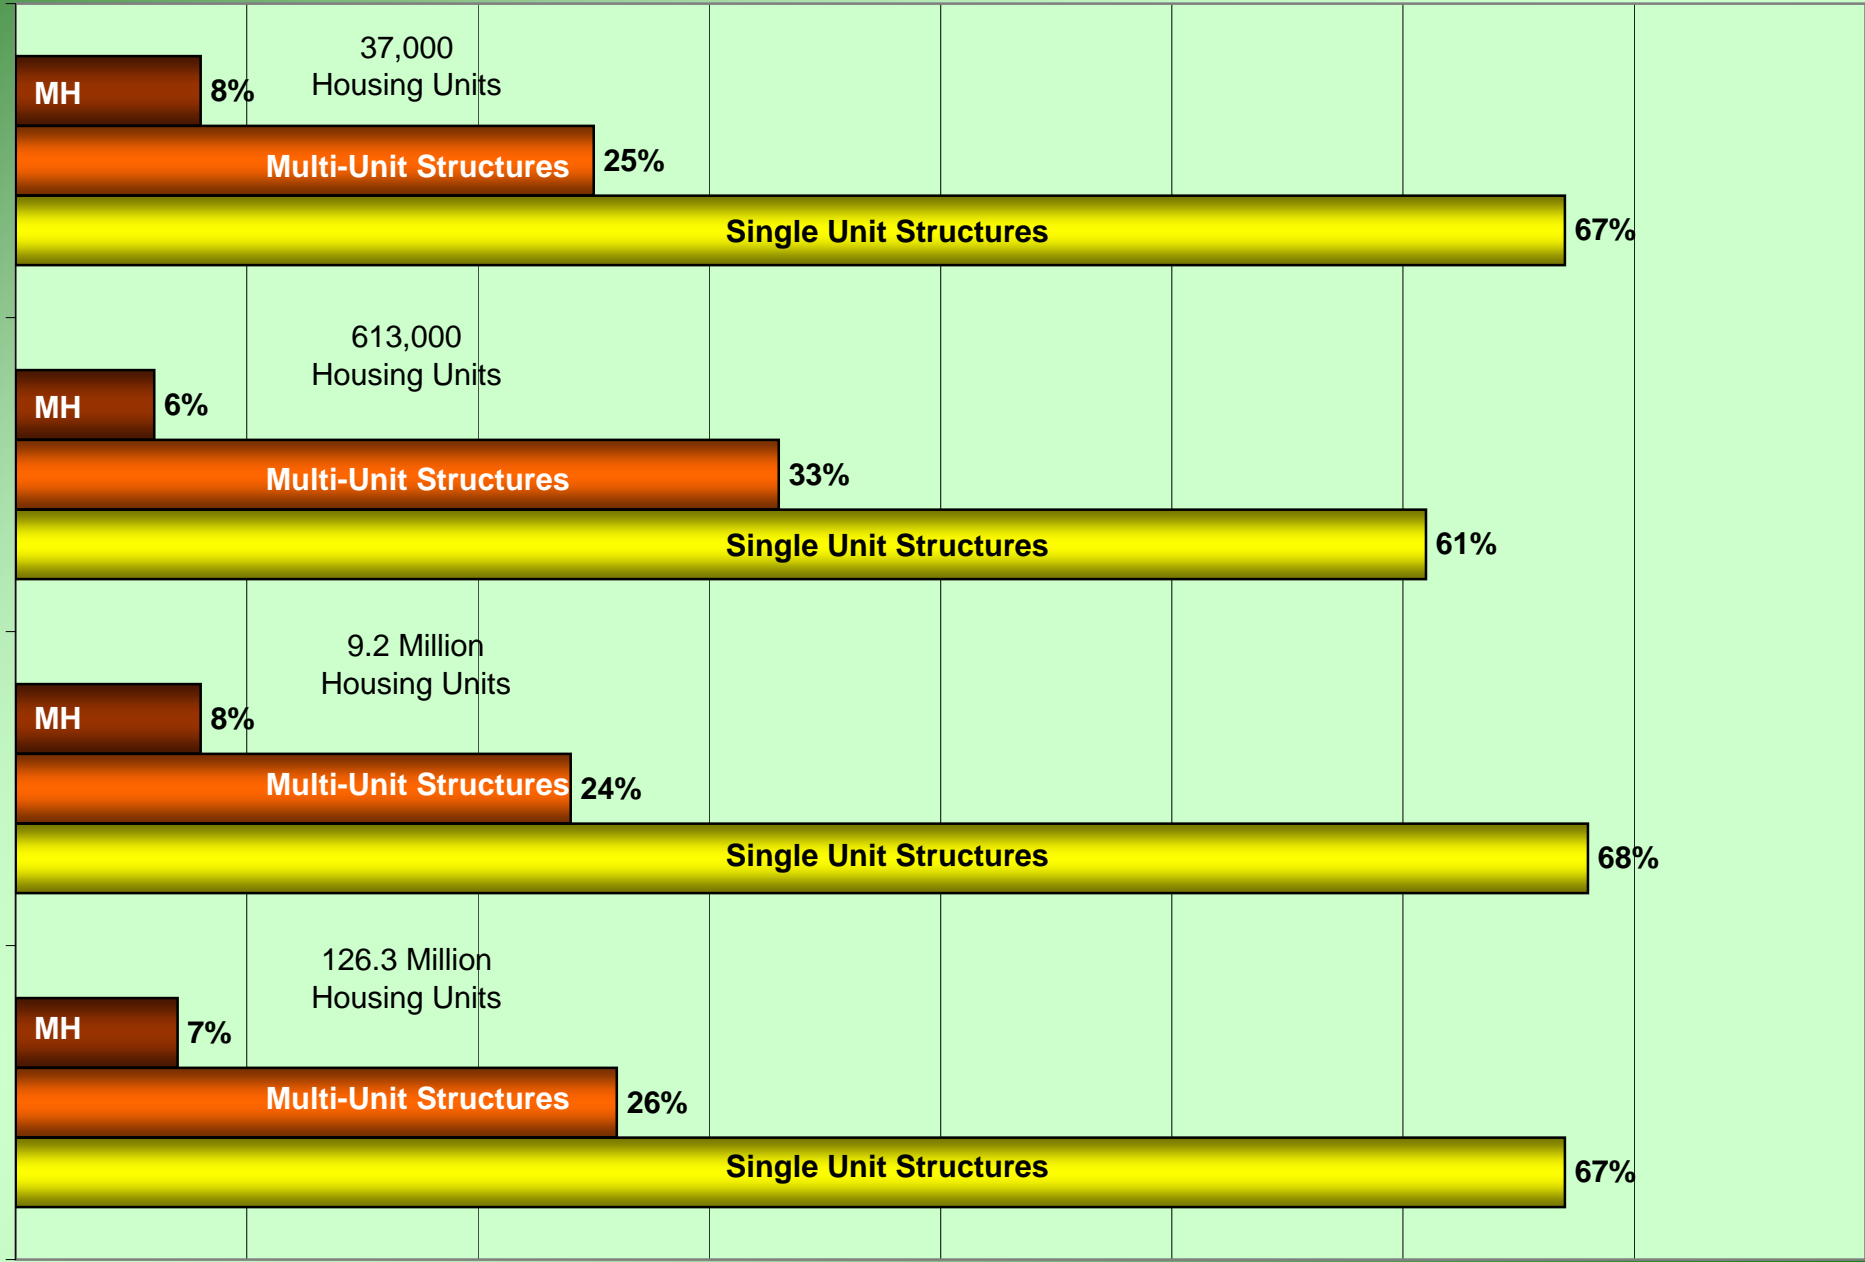 37,000
Housing Units
MH 8%
Multi-Unit Structures 25%
Single Unit Structures 67%
613,000
Housing Units
MH 6%
Multi-Unit Structures 33%
Single Unit Structures 61%
9.2 Million
Housing Units
MH 8%
Multi-Unit Structures 24%
Single Unit Structures 68%
126.3 Million
Housing Units
MH 7%
Multi-Unit Structures 26%
Single Unit Structures 67%